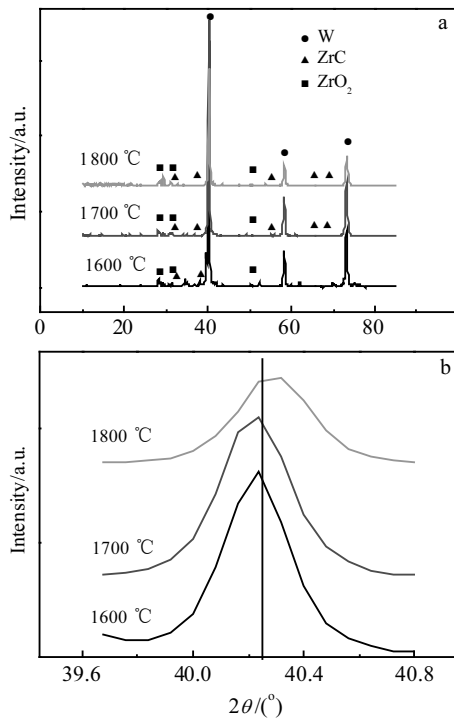 a
W
ZrC
ZrO₂
1800 ℃
1700 ℃
1600 ℃
Intensity/a.u.
0 20 40 60 80
b
1800 ℃
1700 ℃
1600 ℃
Intensity/a.u.
39.6 40.0 40.4 40.8
2θ/(°)